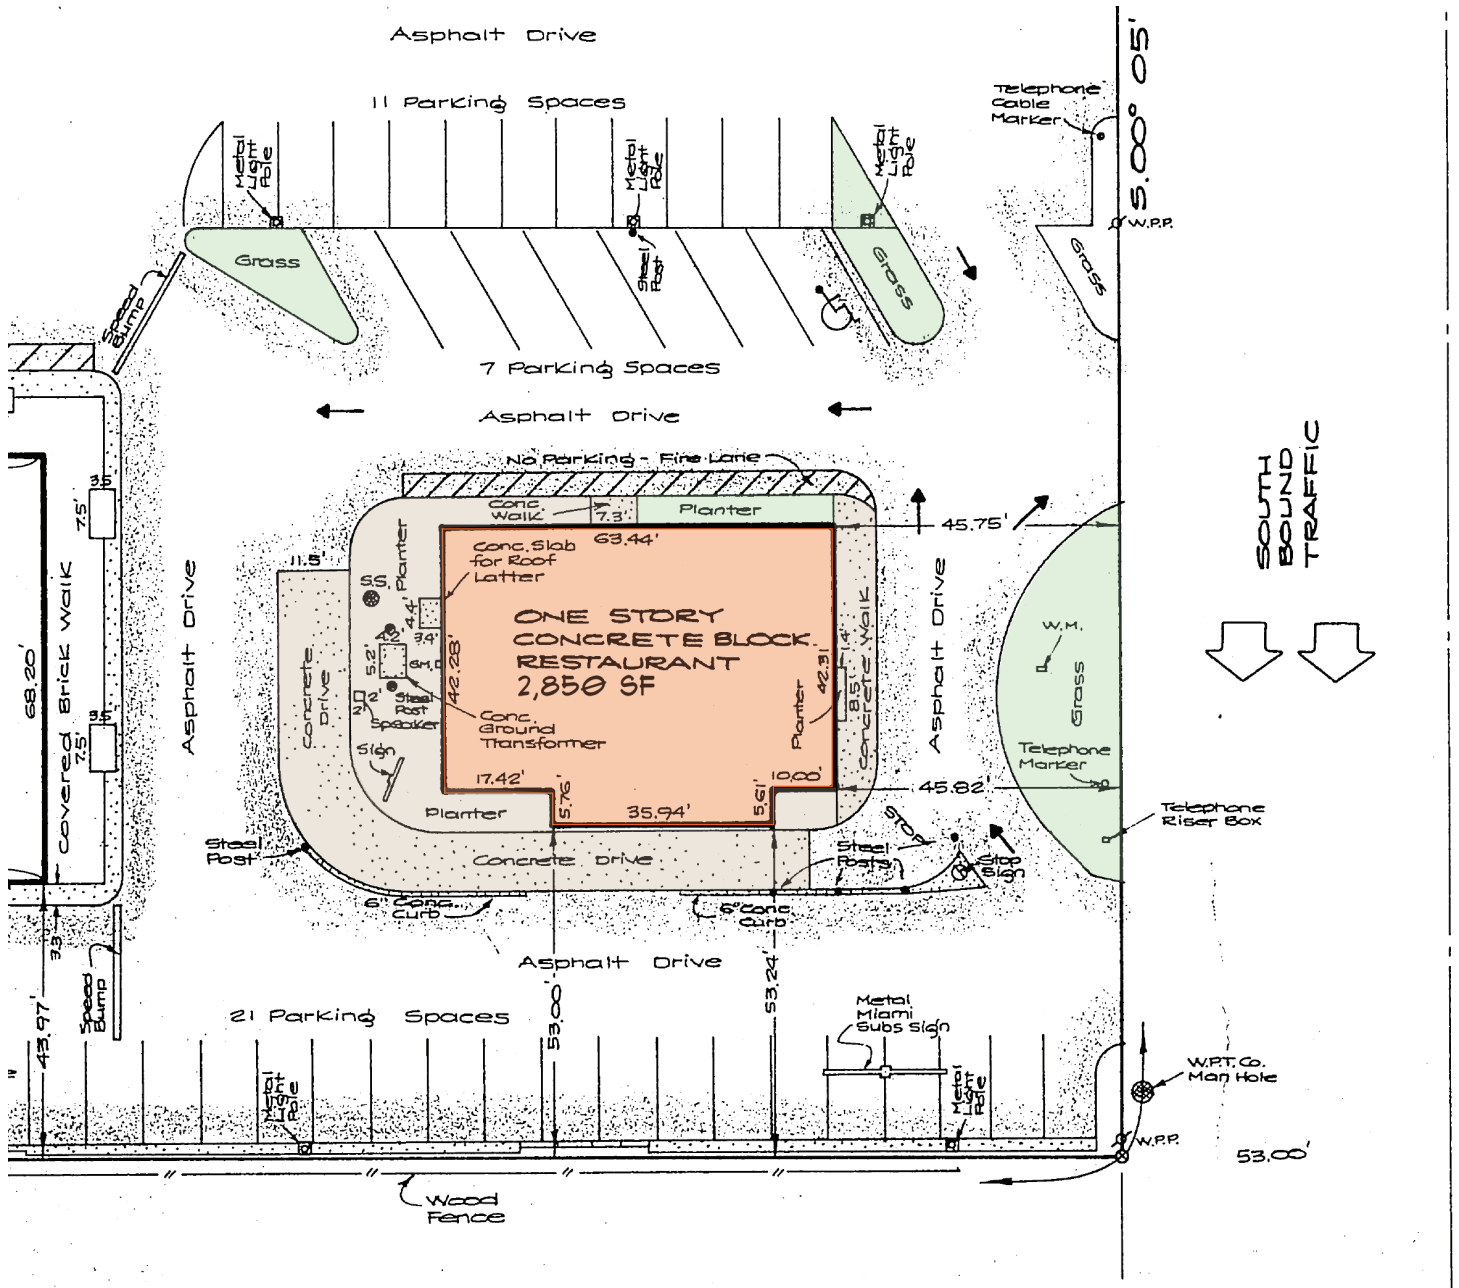 Asphalt Drive
11 Parking Spaces
Telephone
Cable
Marker
5.00° 05'
Metal
Light
Pole
Metal
Light
Pole
Metal
Light
Pole
W.P.P.
Grass
Steel
Post
Grass
Grass
Speed
Bump
7 Parking Spaces
Asphalt Drive
No Parking - Fire Lane
SOUTH
BOUND
TRAFFIC
3.5'
7.5'
Conc.
Walk
7.3'
Planter
63.44'
45.75'
Planter
Conc. Slab
for Roof
Latter
11.5'
S.S.
4.4'
3.4'
4.2'
5.2'
GM.
42.28'
ONE STORY
CONCRETE BLOCK
RESTAURANT
2,850 SF
42.31
1.4'
8.5'
Planter
Concrete Walk
Asphalt Drive
W.M.
Grass
68.20'
Covered Brick Walk
3.5'
7.5'
Asphalt Drive
Concrete
Drive
2'
2'
Steel
Post
Speaker
Sign
Conc.
Ground
Transformer
Telephone
Marker
17.42'
5.76'
35.94'
5.61'
10.00'
45.82'
Planter
STOP
Telephone
Riser Box
Steel
Post
Concrete Drive
Steel
Posts
Stop
Sign
6" Conc.
Curb
6" Conc.
Curb
3.3'
Speed
Bump
43.97'
Asphalt Drive
53.00'
53.24'
21 Parking Spaces
Metal
Miami
Subs Sign
Metal
Light
Pole
Metal
Light
Pole
W.P.T. Co.
Man Hole
W.P.P.
53.00'
Wood
Fence